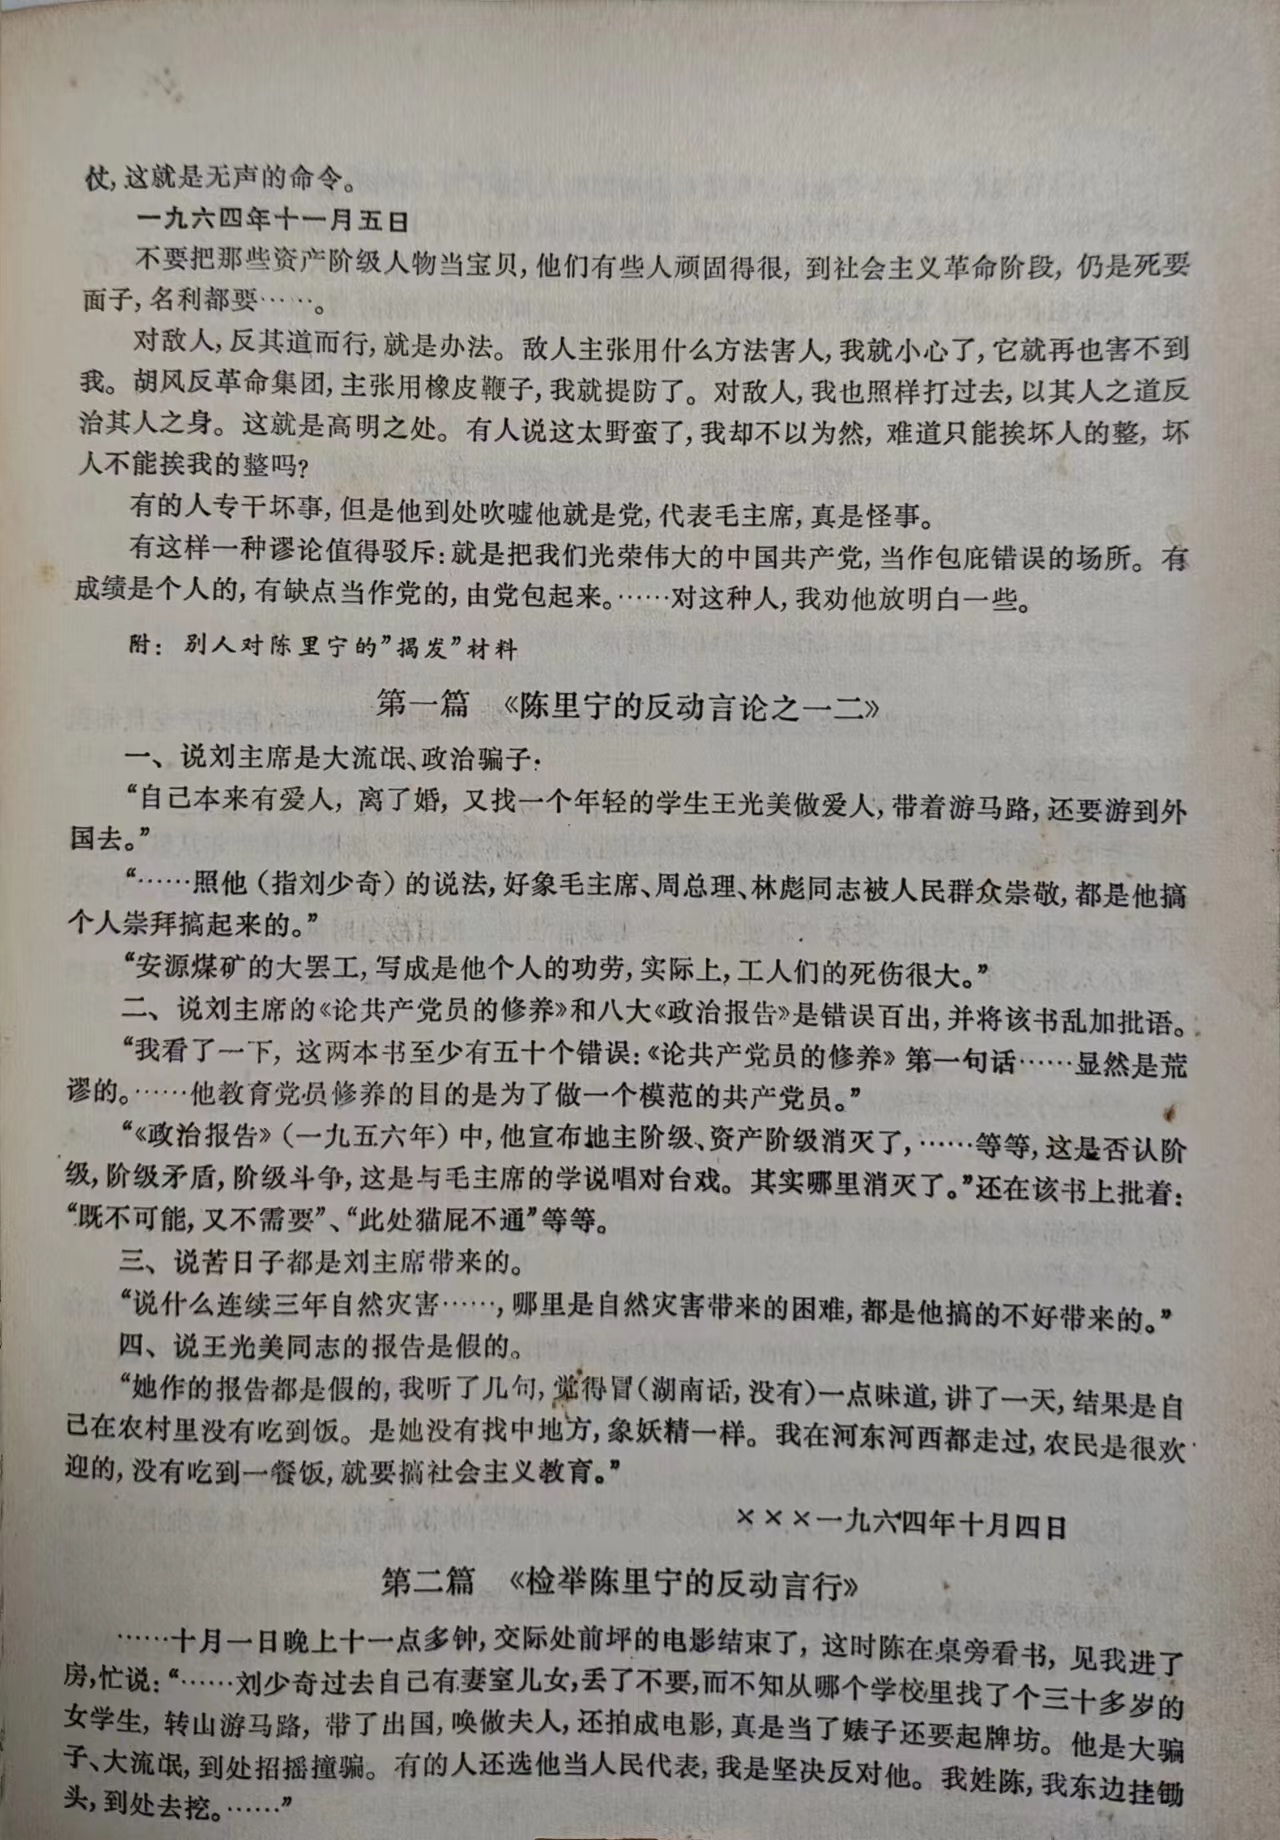 仗，这就是无声的命令。
一九六四年十一月五日
不要把那些资产阶级人物当宝贝，他们有些人顽固得很，到社会主义革命阶段，仍是死要
面子，名利都要……。
对敌人，反其道而行，就是办法。敌人主张用什么方法害人，我就小心了，它就再也害不到
我。胡风反革命集团，主张用橡皮鞭子，我就提防了。对敌人，我也照样打过去，以其人之道反
治其人之身。这就是高明之处。有人说这太野蛮了，我却不以为然，难道只能挨坏人的整，坏
人不能挨我的整吗？
有的人专干坏事，但是他到处吹嘘他就是党，代表毛主席，真是怪事。
有这样一种谬论值得驳斥：就是把我们光荣伟大的中国共产党，当作包庇错误的场所。有
成绩是个人的，有缺点当作党的，由党包起来。……对这种人，我劝他放明白一些。
附：别人对陈里宁的”揭发”材料
第一篇　《陈里宁的反动言论之一二》
一、说刘主席是大流氓、政治骗子：
“自己本来有爱人，离了婚，又找一个年轻的学生王光美做爱人，带着游马路，还要游到外
国去。”
“……照他（指刘少奇）的说法，好象毛主席、周总理、林彪同志被人民群众崇敬，都是他搞
个人崇拜搞起来的。”
“安源煤矿的大罢工，写成是他个人的功劳，实际上，工人们的死伤很大。”
二、说刘主席的《论共产党员的修养》和八大《政治报告》是错误百出，并将该书乱加批语。
“我看了一下，这两本书至少有五十个错误：《论共产党员的修养》第一句话……显然是荒
谬的。……他教育党员修养的目的是为了做一个模范的共产党员。”
“《政治报告》（一九五六年）中，他宣布地主阶级、资产阶级消灭了，……等等，这是否认阶
级，阶级矛盾，阶级斗争，这是与毛主席的学说唱对台戏。其实哪里消灭了。”还在该书上批着：
“既不可能，又不需要”、“此处猫屁不通”等等。
三、说苦日子都是刘主席带来的。
“说什么连续三年自然灾害……，哪里是自然灾害带来的困难，都是他搞的不好带来的。”
四、说王光美同志的报告是假的。
“她作的报告都是假的，我听了几句，觉得冒（湖南话，没有）一点味道，讲了一天，结果是自
己在农村里没有吃到饭。是她没有找中地方，象妖精一样。我在河东河西都走过，农民是很欢
迎的，没有吃到一餐饭，就要搞社会主义教育。”
×××一九六四年十月四日
第二篇　《检举陈里宁的反动言行》
……十月一日晚上十一点多钟，交际处前坪的电影结束了，这时陈在桌旁看书，见我进了
房，忙说：“……刘少奇过去自己有妻室儿女，丢了不要，而不知从哪个学校里找了个三十多岁的
女学生，转山游马路，带了出国，唤做夫人，还拍成电影，真是当了婊子还要起牌坊。他是大骗
子、大流氓，到处招摇撞骗。有的人还选他当人民代表，我是坚决反对他。我姓陈，我东边挂锄
头，到处去挖。……”